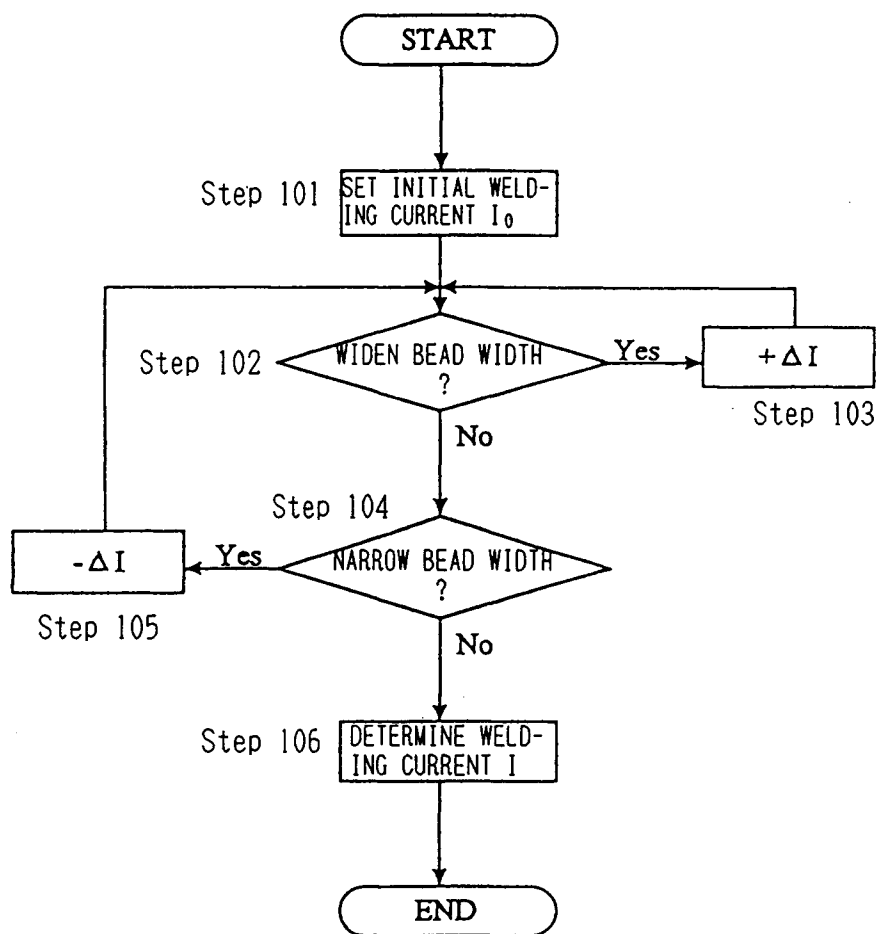 START
Step 101
SET INITIAL WELD-
ING CURRENT I₀
Step 102
WIDEN BEAD WIDTH
?
Yes
+ΔI
Step 103
No
Step 104
NARROW BEAD WIDTH
?
Yes
-ΔI
Step 105
No
Step 106
DETERMINE WELD-
ING CURRENT I
END